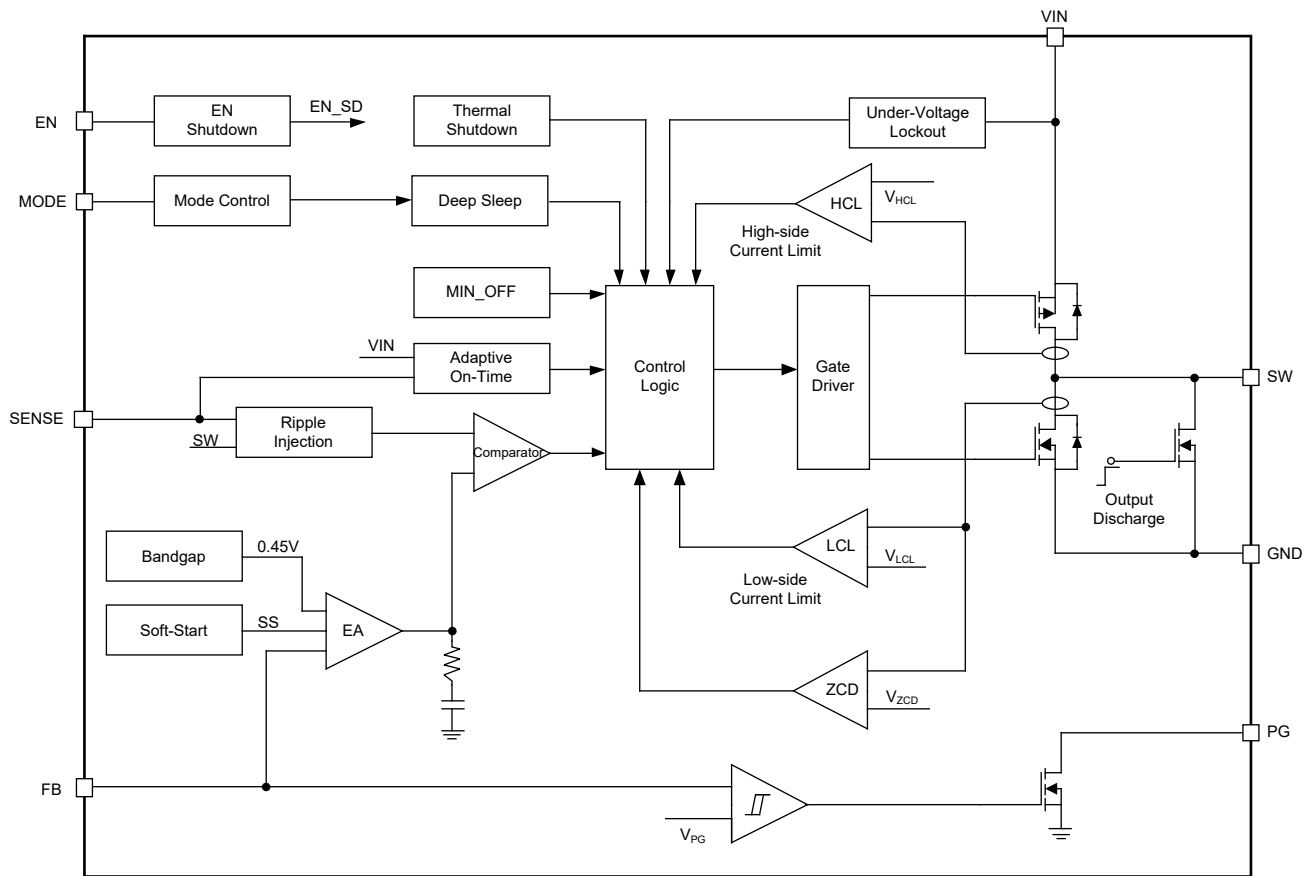 VIN
EN
EN
Shutdown
EN_SD
Thermal
Shutdown
Under-Voltage
Lockout
MODE
Mode Control
Deep Sleep
HCL
VHCL
High-side
Current Limit
MIN_OFF
VIN
Adaptive
On-Time
Control
Logic
Gate
Driver
SW
SENSE
Ripple
Injection
SW
Comparator
Output
Discharge
Bandgap
0.45V
LCL
VLCL
Low-side
Current Limit
GND
Soft-Start
SS
EA
ZCD
VZCD
PG
FB
VPG